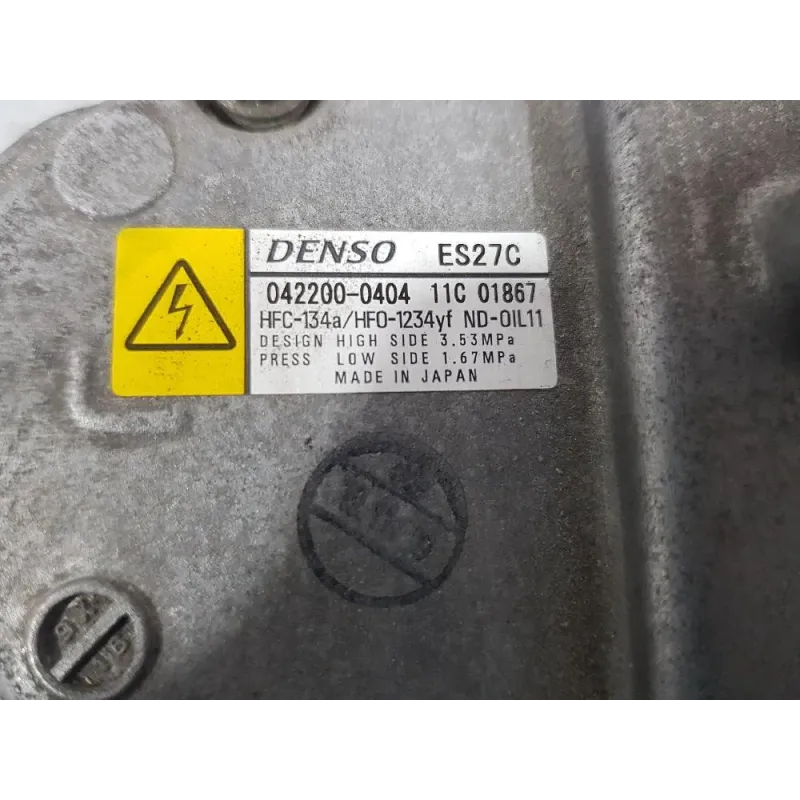 DENSO ES27C
042200-0404 11C 01867
HFC-134a/HFO-1234yf ND-OIL11
DESIGN HIGH SIDE 3.53MPa
PRESS LOW SIDE 1.67MPa
MADE IN JAPAN